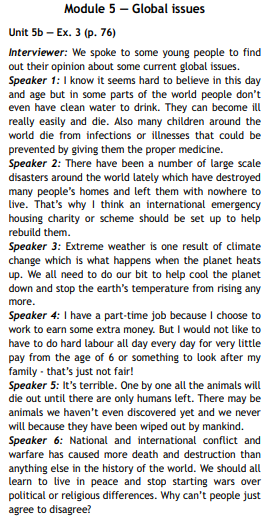 Module 5 — Global issues
Unit 5b — Ex. 3 (p. 76)
Interviewer: We spoke to some young people to find
out their opinion about some current global issues.
Speaker 1: I know it seems hard to believe in this day
and age but in some parts of the world people don't
even have clean water to drink. They can become ill
really easily and die. Also many children around the
world die from infections or illnesses that could be
prevented by giving them the proper medicine.
Speaker 2: There have been a number of large scale
disasters around the world lately which have destroyed
many people's homes and left them with nowhere to
live. That's why I think an international emergency
housing charity or scheme should be set up to help
rebuild them.
Speaker 3: Extreme weather is one result of climate
change which is what happens when the planet heats
up. We all need to do our bit to help cool the planet
down and stop the earth's temperature from rising any
more.
Speaker 4: I have a part-time job because I choose to
work to earn some extra money. But I would not like to
have to do hard labour all day every day for very little
pay from the age of 6 or something to look after my
family - that's just not fair!
Speaker 5: It's terrible. One by one all the animals will
die out until there are only humans left. There may be
animals we haven't even discovered yet and we never
will because they have been wiped out by mankind.
Speaker 6: National and international conflict and
warfare has caused more death and destruction than
anything else in the history of the world. We should all
learn to live in peace and stop starting wars over
political or religious differences. Why can't people just
agree to disagree?